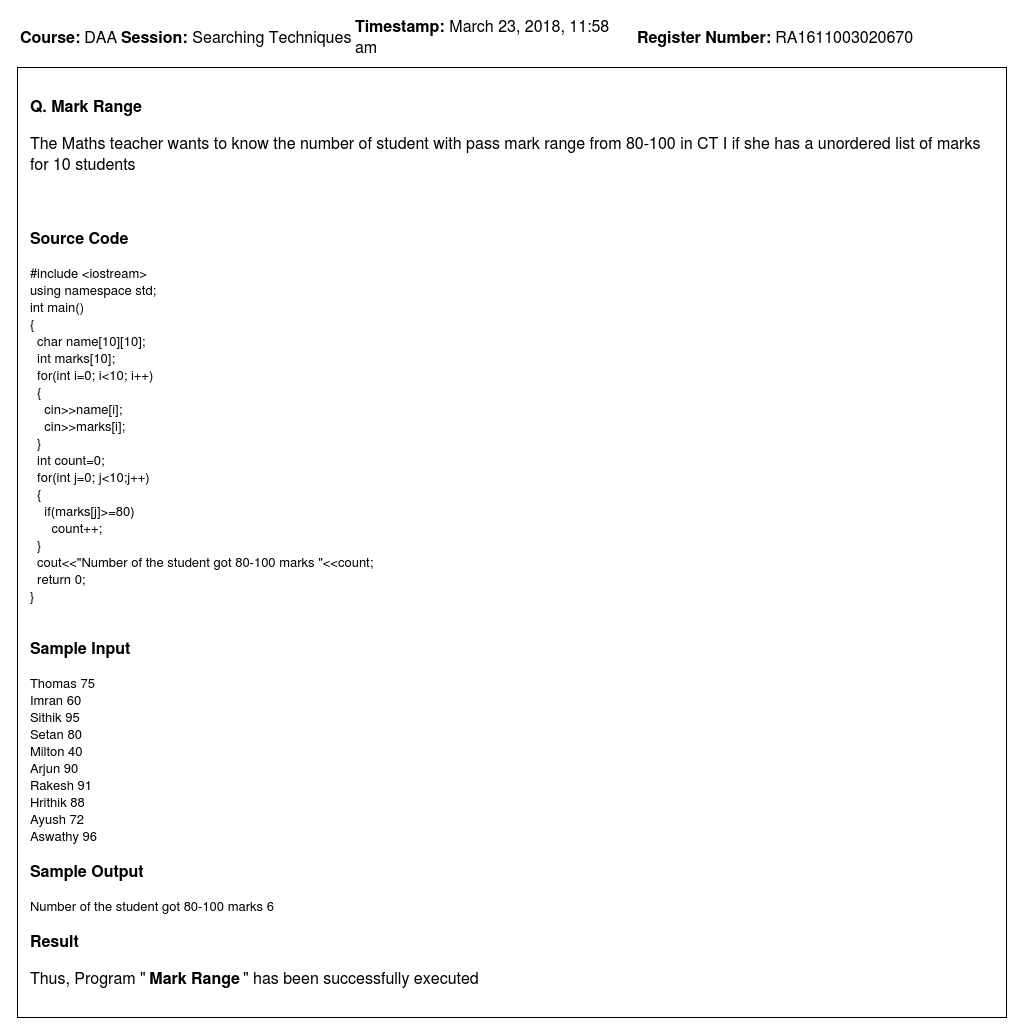 Course: DAA Session: Searching Techniques Timestamp: March 23, 2018, 11:58 am Register Number: RA1611003020670
Q. Mark Range
The Maths teacher wants to know the number of student with pass mark range from 80-100 in CT I if she has a unordered list of marks
for 10 students
Source Code
#include <iostream>
using namespace std;
int main()
{
  char name[10][10];
  int marks[10];
  for(int i=0; i<10; i++)
  {
    cin>>name[i];
    cin>>marks[i];
  }
  int count=0;
  for(int j=0; j<10;j++)
  {
    if(marks[j]>=80)
      count++;
  }
  cout<<"Number of the student got 80-100 marks "<<count;
  return 0;
}
Sample Input
Thomas 75
Imran 60
Sithik 95
Setan 80
Milton 40
Arjun 90
Rakesh 91
Hrithik 88
Ayush 72
Aswathy 96
Sample Output
Number of the student got 80-100 marks 6
Result
Thus, Program " Mark Range " has been successfully executed